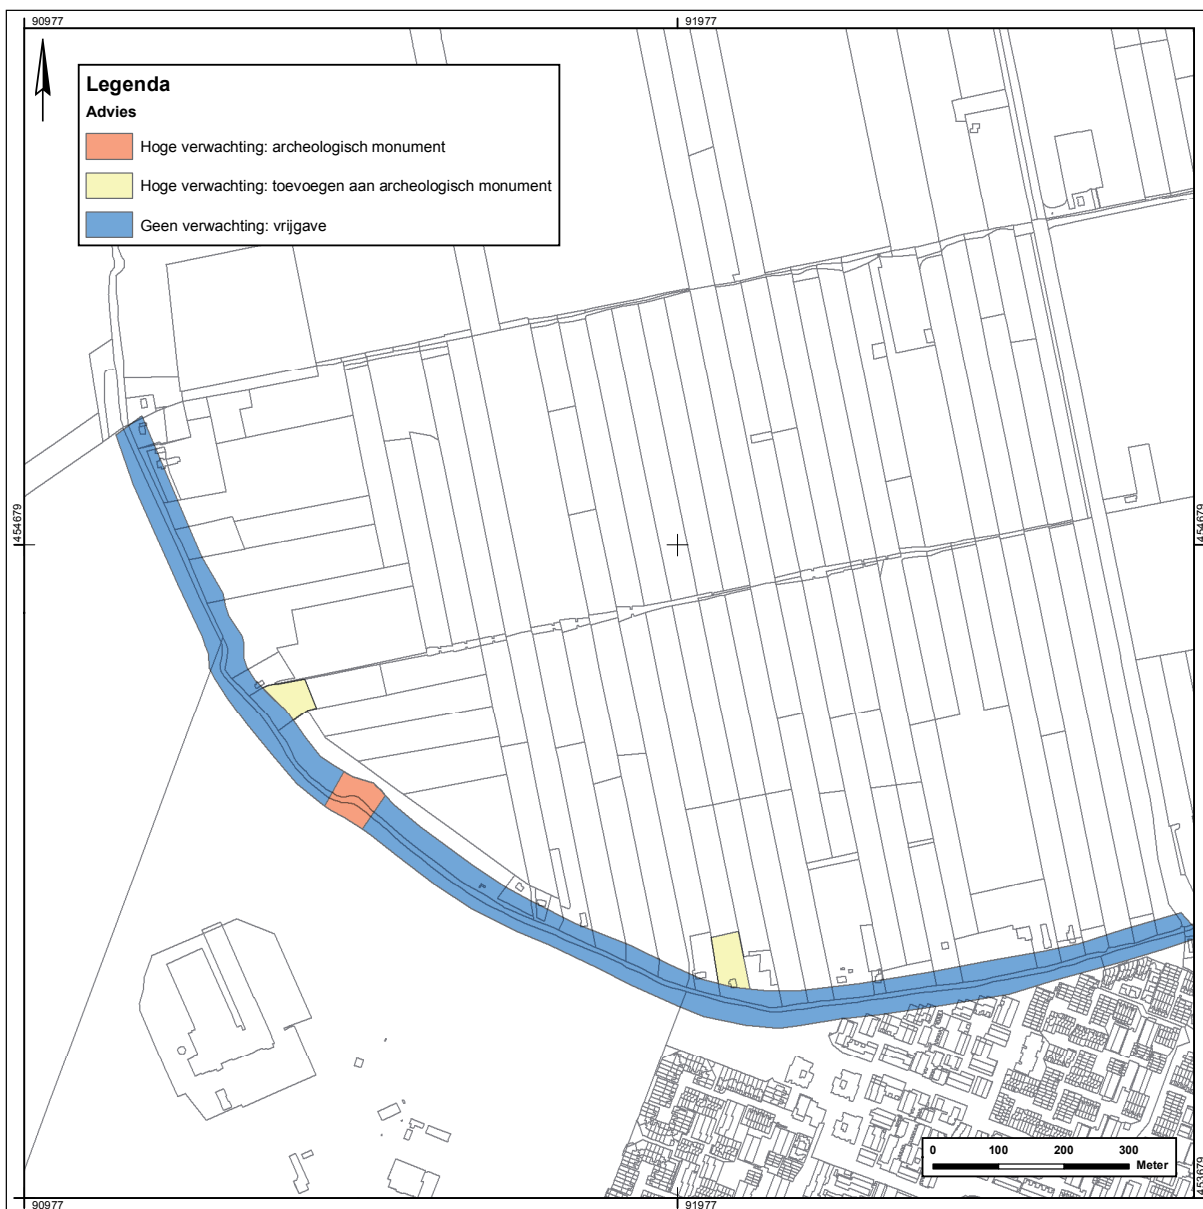 90977
91977
Legenda
Advies
Hoge verwachting: archeologisch monument
Hoge verwachting: toevoegen aan archeologisch monument
Geen verwachting: vrijgave
454679
454679
0 100 200 300
Meter
453679
90977
91977